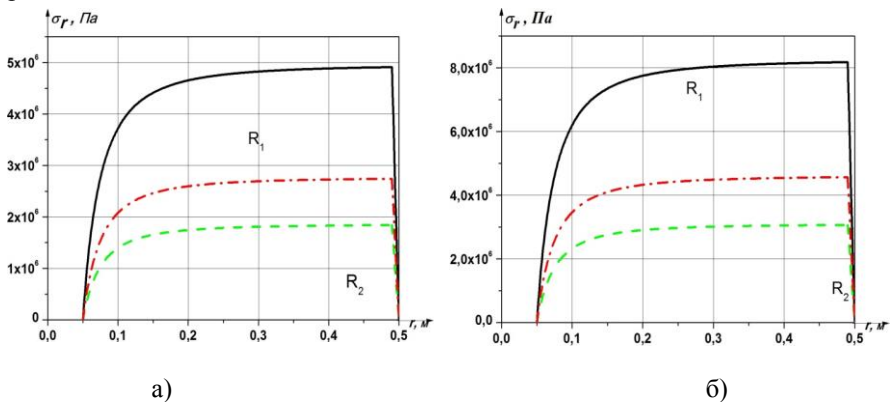 σr, Па
5x10⁶
4x10⁶
3x10⁶
2x10⁶
1x10⁶
0
0,0 0,1 0,2 0,3 0,4 0,5
r, м
R₁
R₂
а)
σr, Па
8,0x10⁶
6,0x10⁶
4,0x10⁶
2,0x10⁶
0,0
0,0 0,1 0,2 0,3 0,4 0,5
r, м
R₁
R₂
б)